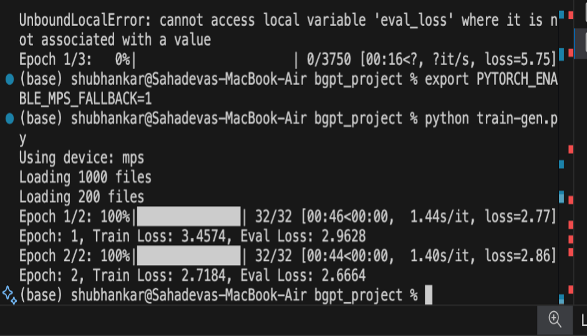 UnboundLocalError: cannot access local variable 'eval_loss' where it is n
ot associated with a value
Epoch 1/3:   0%|                    | 0/3750 [00:16<?, ?it/s, loss=5.75]
(base) shubhankar@Sahadevas-MacBook-Air bgpt_project % export PYTORCH_ENA
BLE_MPS_FALLBACK=1
(base) shubhankar@Sahadevas-MacBook-Air bgpt_project % python train-gen.p
y
Using device: mps
Loading 1000 files
Loading 200 files
Epoch 1/2: 100%|██████████| 32/32 [00:46<00:00,  1.44s/it, loss=2.77]
Epoch: 1, Train Loss: 3.4574, Eval Loss: 2.9628
Epoch 2/2: 100%|██████████| 32/32 [00:44<00:00,  1.40s/it, loss=2.86]
Epoch: 2, Train Loss: 2.7184, Eval Loss: 2.6664
(base) shubhankar@Sahadevas-MacBook-Air bgpt_project %